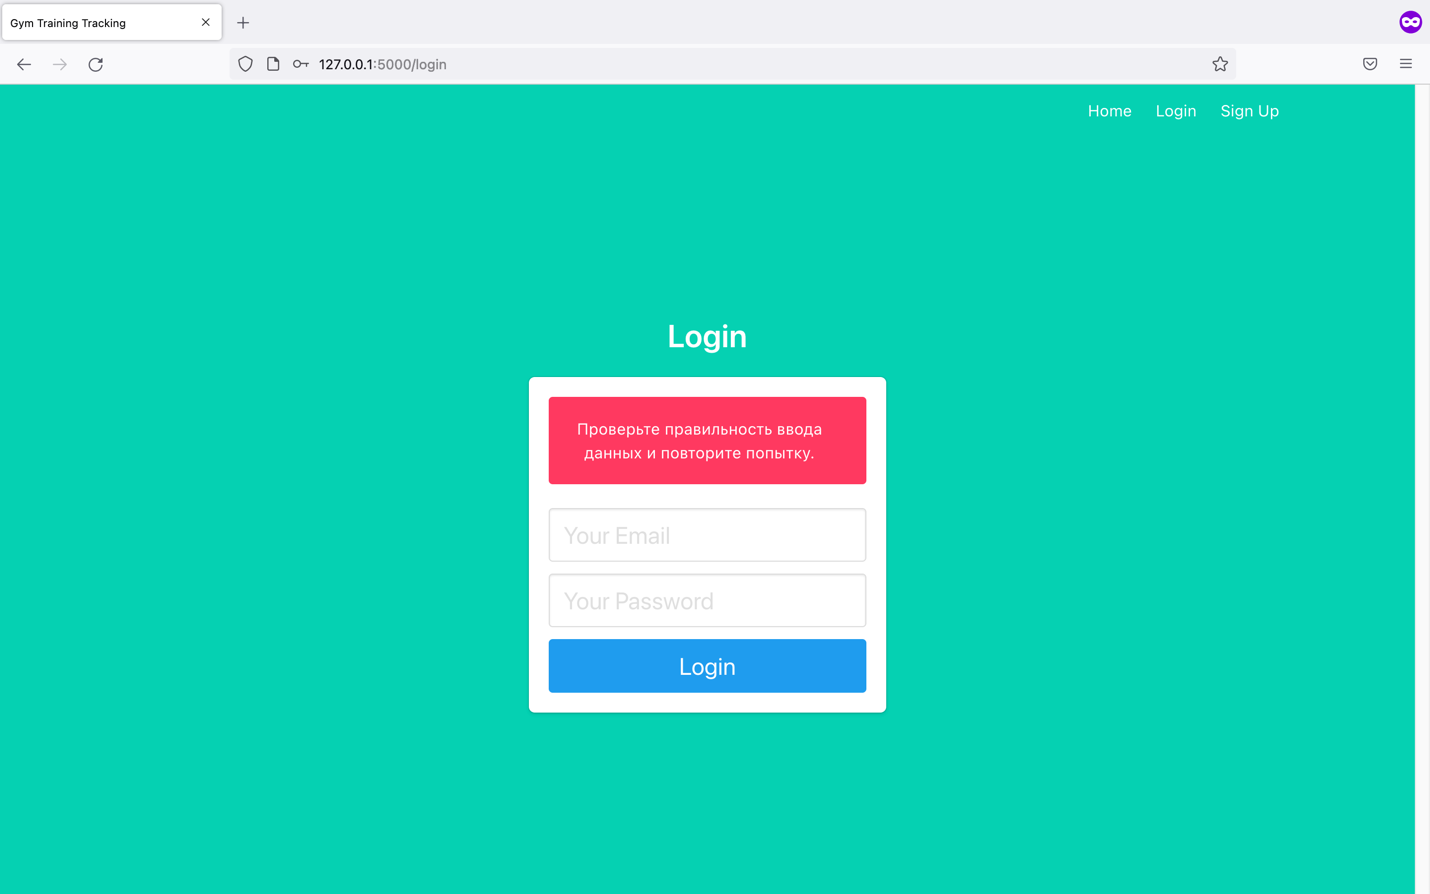 Gym Training Tracking
127.0.0.1:5000/login
Home Login Sign Up
Login
Проверьте правильность ввода
данных и повторите попытку.
Your Email
Your Password
Login